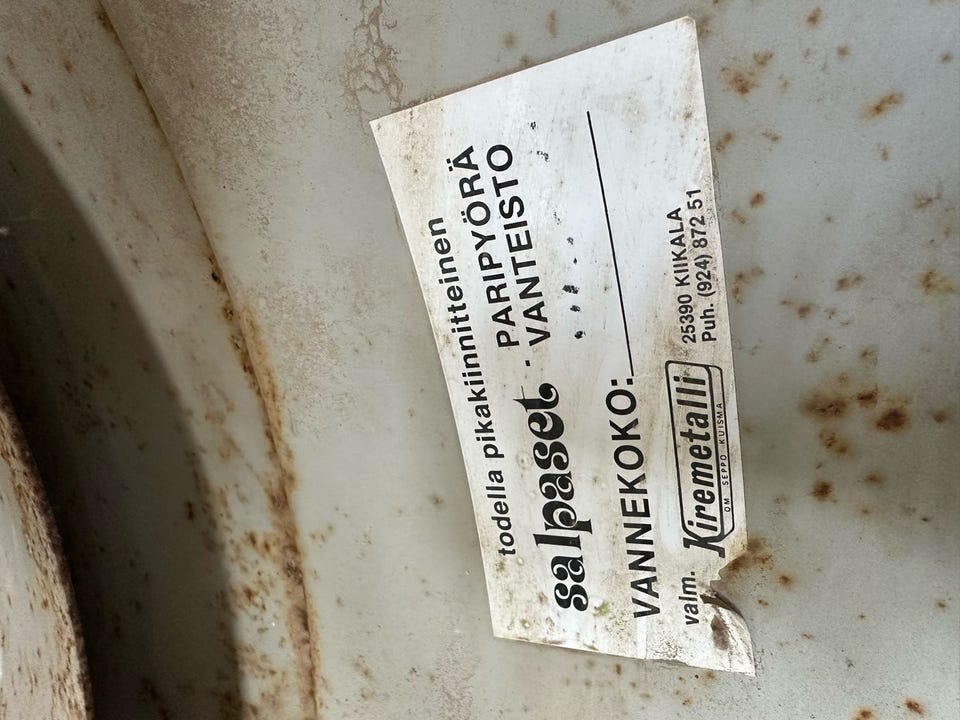 todella pikakiinnitteinen
salpaset - PARIPYÖRÄ
VANTEISTO
VANNEKOKO:
valm. Kiremetalli
OM SEPPO KUISMA
25390 KIIKALA
Puh. (924) 872 51